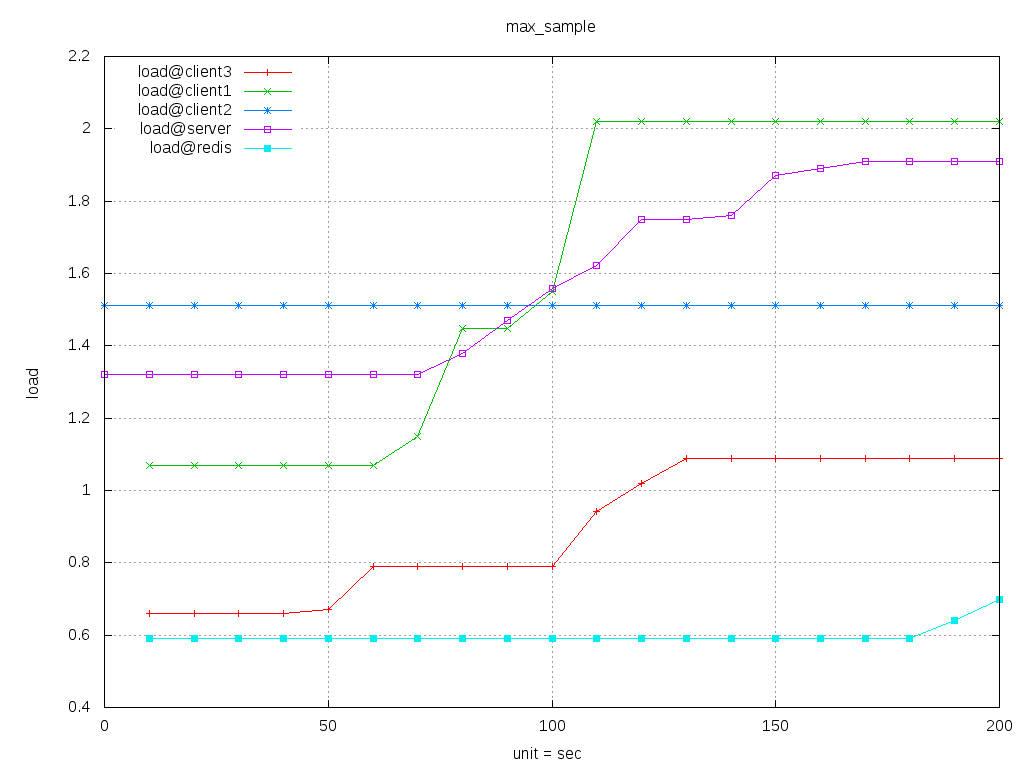 max_sample
load@client3
load@client1
load@client2
load@server
load@redis
2.2
2
1.8
1.6
1.4
1.2
1
0.8
0.6
0.4
load
0 50 100 150 200
unit = sec